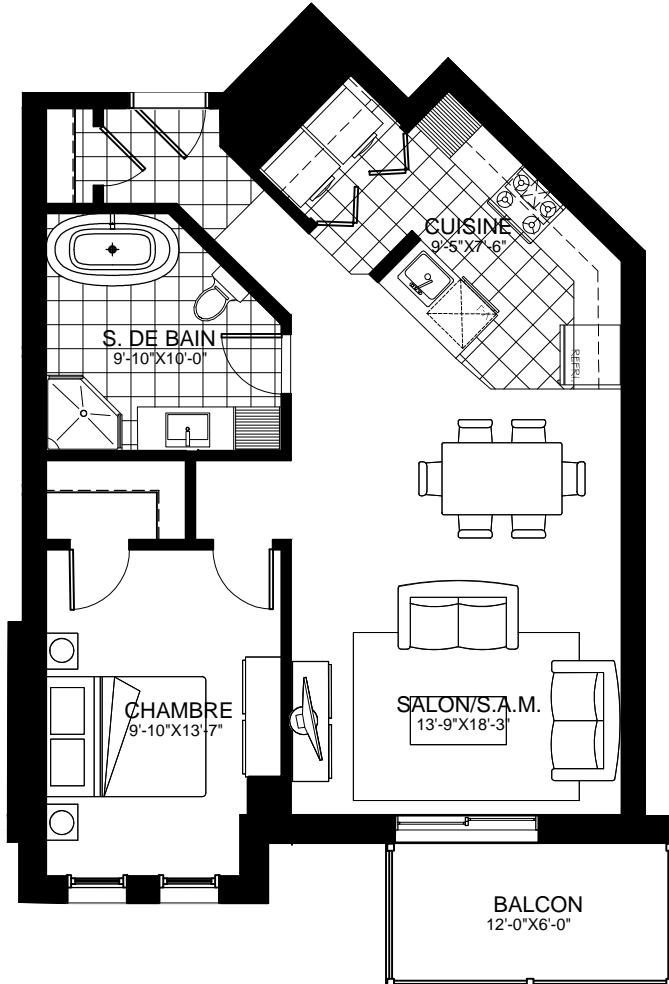 CUISINE
9'-5"X7'-6"
S. DE BAIN
9'-10"X10'-0"
REFRI.
CHAMBRE
9'-10"X13'-7"
SALON/S.A.M.
13'-9"X18'-3"
BALCON
12'-0"X6'-0"